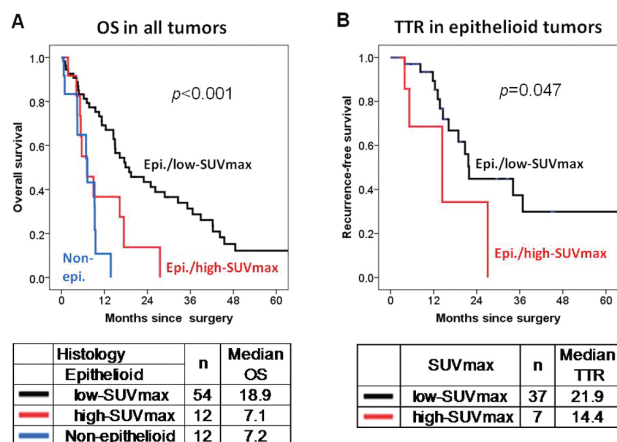 A
OS in all tumors
Overall survival
1.0
0.8
0.6
0.4
0.2
0.0
p<0.001
Epi./low-SUVmax
Non-
epi.
Epi./high-SUVmax
0 12 24 36 48 60
Months since surgery
Histology n Median
Epithelioid OS
low-SUVmax 54 18.9
high-SUVmax 12 7.1
Non-epithelioid 12 7.2
B
TTR in epithelioid tumors
Recurrence-free survival
1.0
0.8
0.6
0.4
0.2
0.0
p=0.047
Epi./low-SUVmax
Epi./high-SUVmax
0 12 24 36 48 60
Months since surgery
SUVmax n Median
TTR
low-SUVmax 37 21.9
high-SUVmax 7 14.4